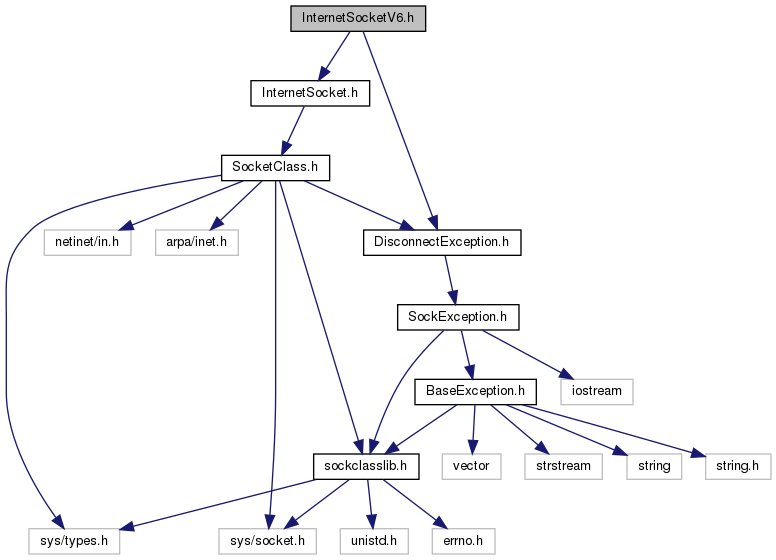 InternetSocketV6.h
InternetSocket.h
SocketClass.h
netinet/in.h
arpa/inet.h
DisconnectException.h
SockException.h
BaseException.h
iostream
sockclasslib.h
vector
strstream
string
string.h
sys/types.h
sys/socket.h
unistd.h
errno.h